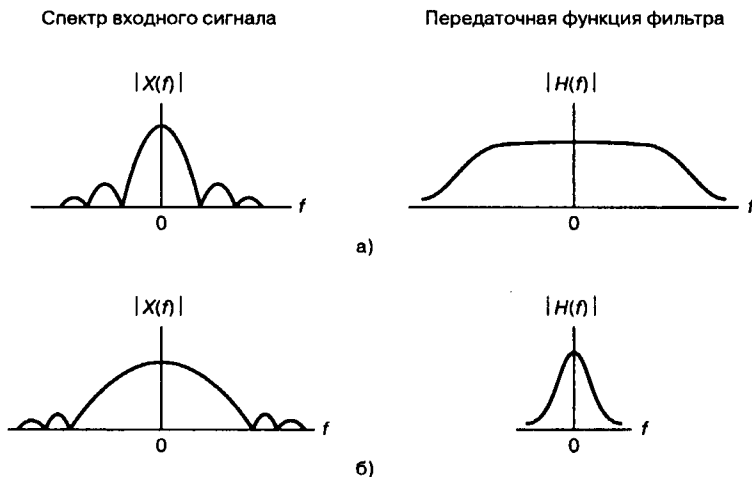 Спектр входного сигнала
Передаточная функция фильтра
|X(f)|
|H(f)|
f
f
0
0
а)
|X(f)|
|H(f)|
f
f
0
0
б)